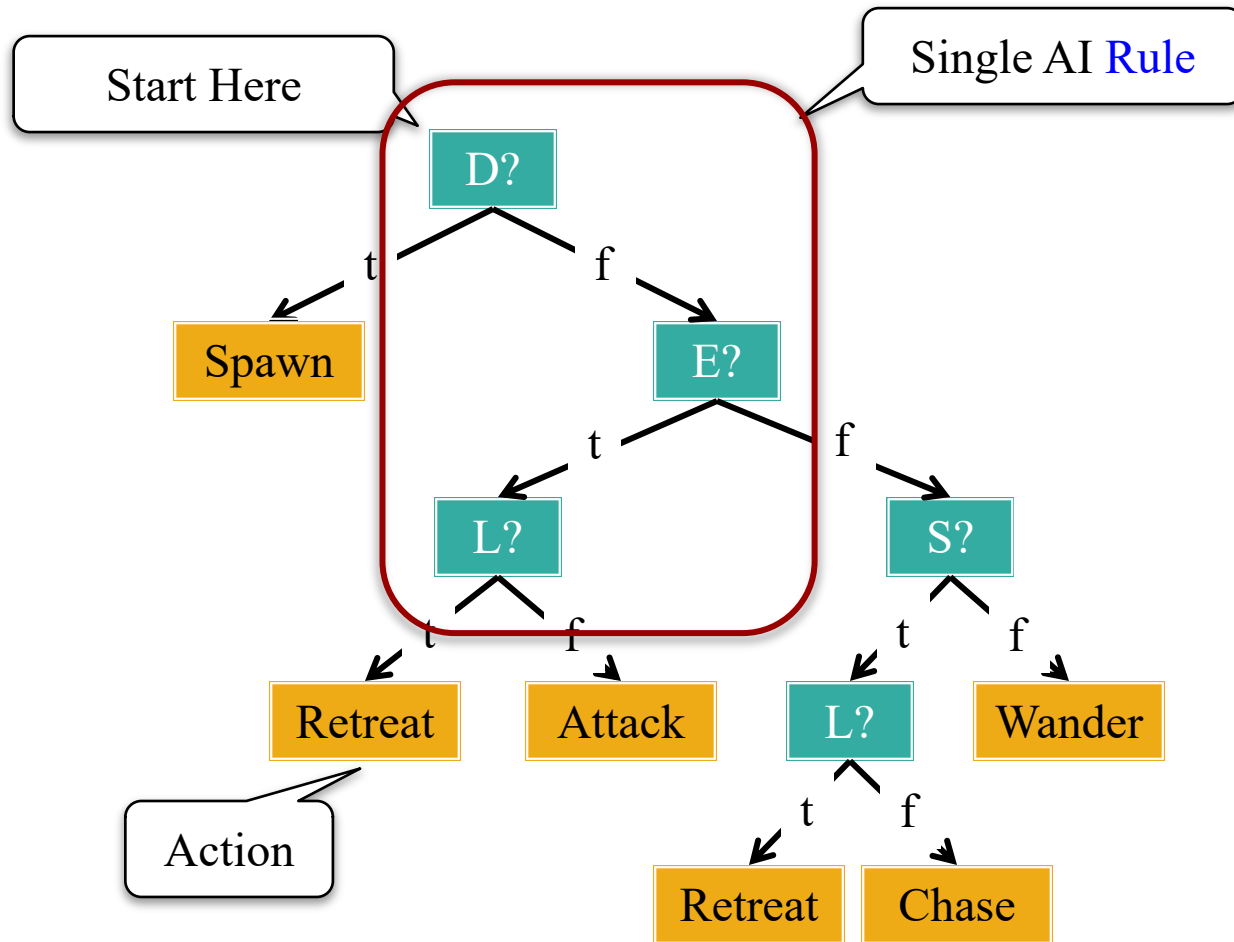 Start Here
Single AI Rule
D?
t
f
Spawn
E?
t
f
L?
S?
t
f
t
f
Retreat
Attack
L?
Wander
Action
t
f
Retreat
Chase